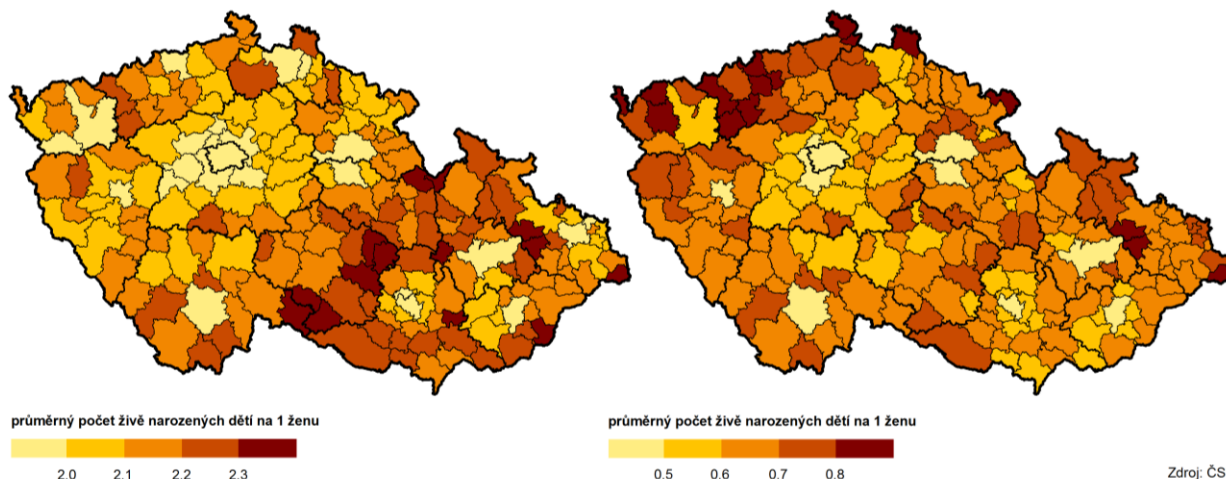 průměrný počet živě narozených dětí na 1 ženu
2.0 2.1 2.2 2.3
průměrný počet živě narozených dětí na 1 ženu
0.5 0.6 0.7 0.8
Zdroj: ČS